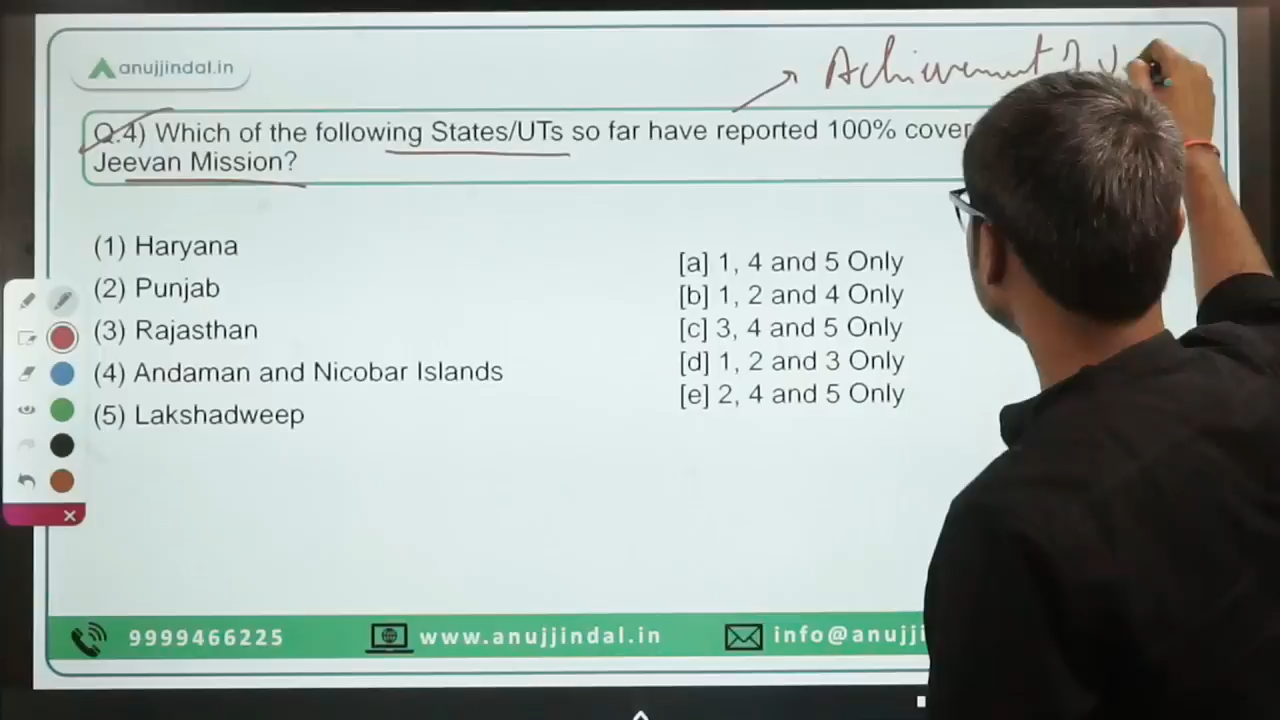 anujjindal.in
Achievement of
Q.4) Which of the following States/UTs so far have reported 100% cover
Jeevan Mission?
(1) Haryana
(2) Punjab
(3) Rajasthan
(4) Andaman and Nicobar Islands
(5) Lakshadweep
[a] 1, 4 and 5 Only
[b] 1, 2 and 4 Only
[c] 3, 4 and 5 Only
[d] 1, 2 and 3 Only
[e] 2, 4 and 5 Only
9999466225
www.anujjindal.in
info@anujji